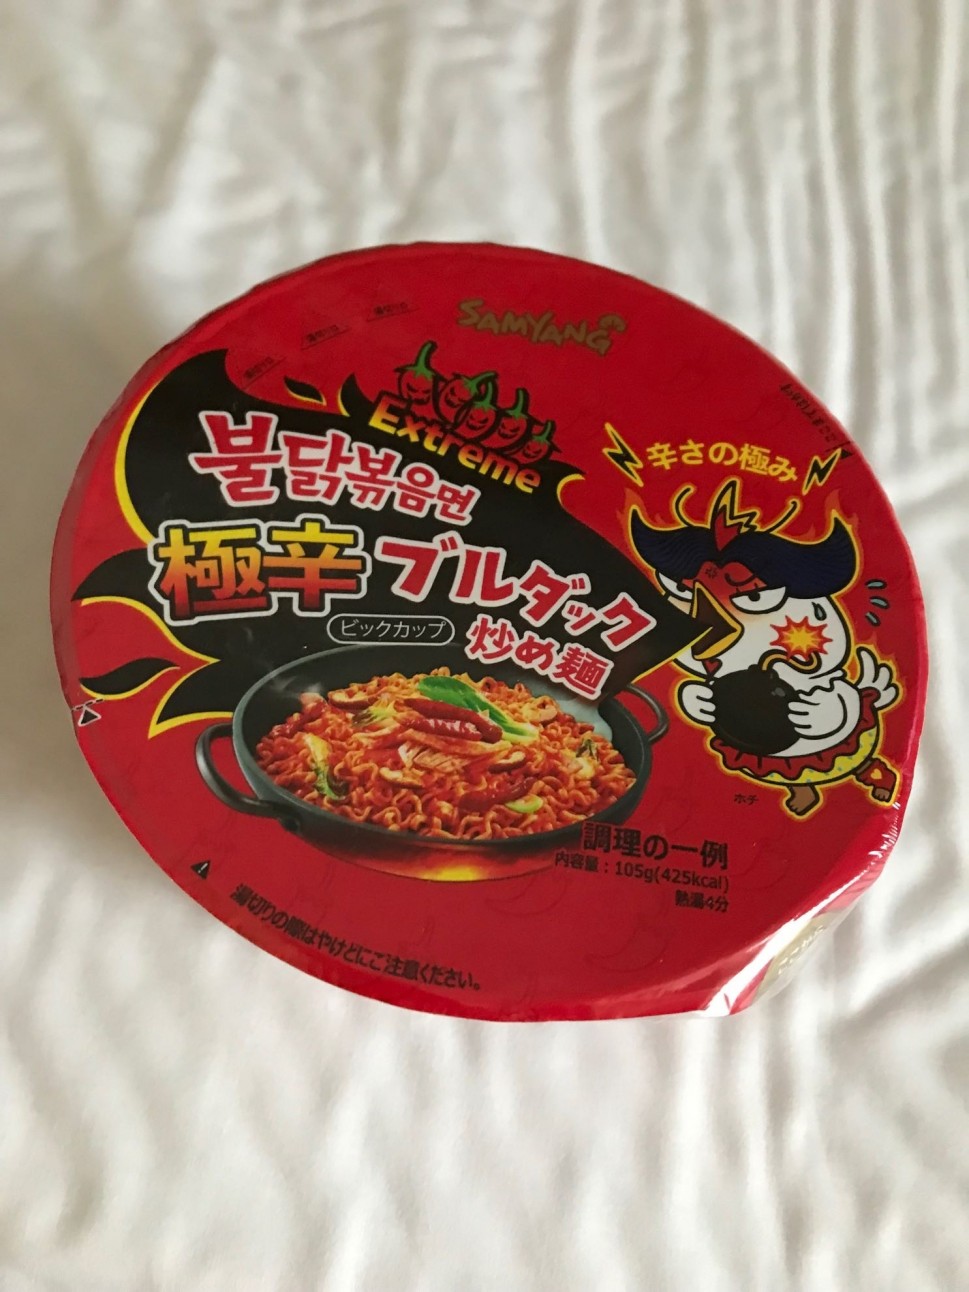 SAMYANG
Extreme
辛さの極み
불닭볶음면
極辛ブルダック
ビックカップ
炒め麺
ホチ
調理の一例
内容量：105g(425kcal)
熱湯4分
湯切りの際はやけどにご注意ください。